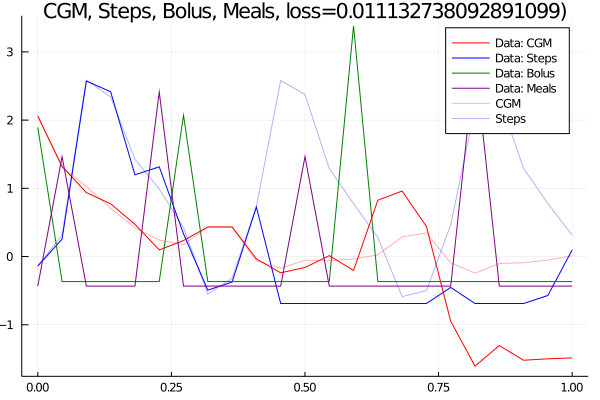 CGM, Steps, Bolus, Meals, loss=0.011132738092891099)
Data: CGM
Data: Steps
Data: Bolus
Data: Meals
CGM
Steps
3
2
1
0
−1
0.00
0.25
0.50
0.75
1.00